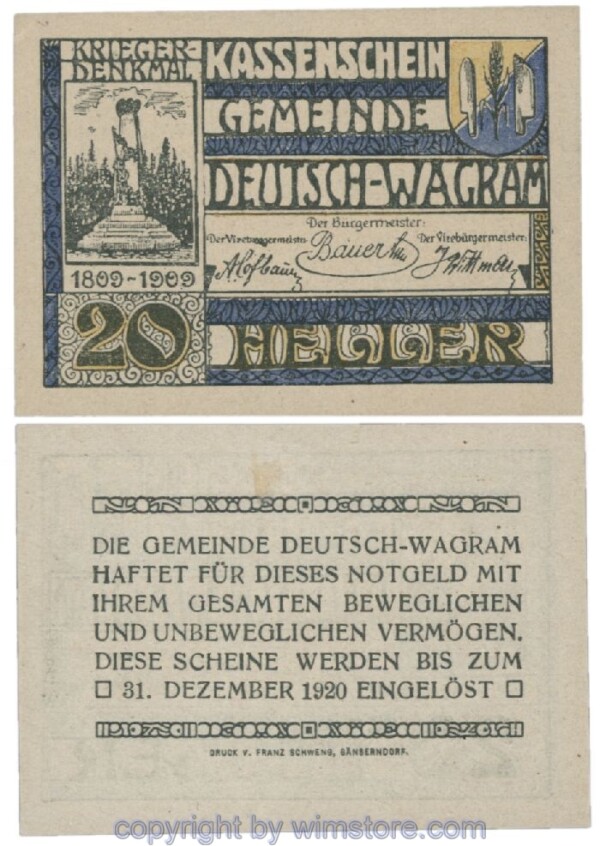 KRIEGER-
DENKMAL
KASSENSCHEIN
GEMEINDE
DEUTSCH-WAGRAM
Der Bürgermeister:
Der Vizebürgermeister:
Bauer
Der Vizebürgermeister:
1809-1909
20 HELLER
DIE GEMEINDE DEUTSCH-WAGRAM
HAFTET FÜR DIESES NOTGELD MIT
IHREM GESAMTEN BEWEGLICHEN
UND UNBEWEGLICHEN VERMÖGEN.
DIESE SCHEINE WERDEN BIS ZUM
31. DEZEMBER 1920 EINGELÖST
DRUCK V. FRANZ SCHWENG, GÄNSERNDORF.
copyright by wimstore.com